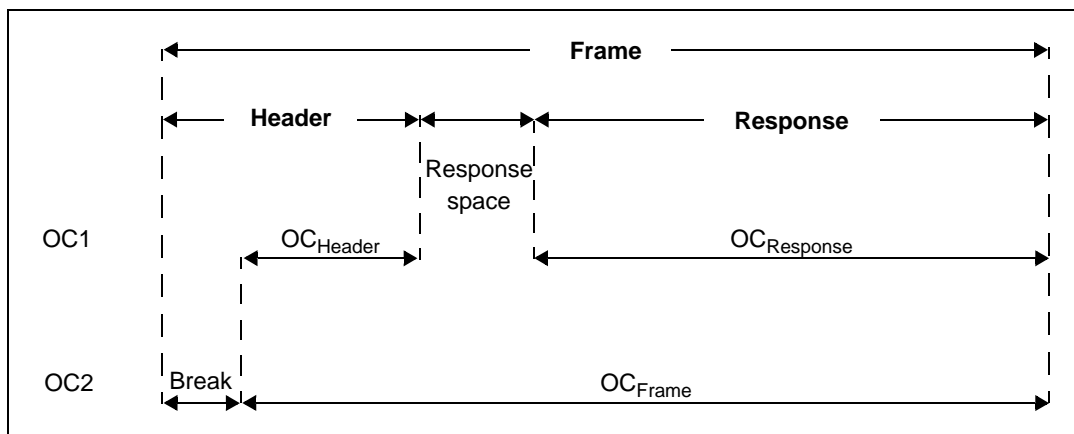 Frame
Header
Response
Response
space
OC1
OCHeader
OCResponse
OC2
Break
OCFrame